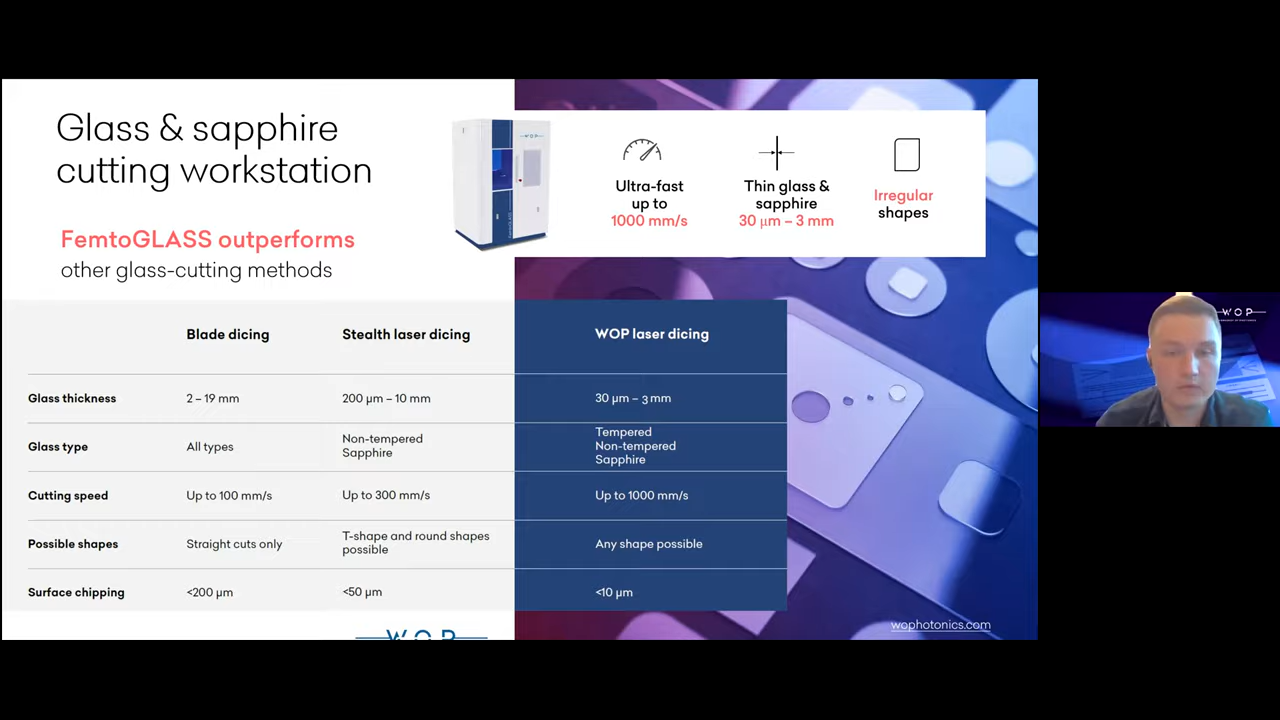 Glass & sapphire
cutting workstation
FemtoGLASS outperforms
other glass-cutting methods
WOP
FemtoGLASS
Ultra-fast
up to
1000 mm/s
Thin glass &
sapphire
30 μm – 3 mm
Irregular
shapes
Blade dicing
Stealth laser dicing
WOP laser dicing
Glass thickness
2 – 19 mm
200 μm – 10 mm
30 μm – 3 mm
Glass type
All types
Non-tempered
Sapphire
Tempered
Non-tempered
Sapphire
Cutting speed
Up to 100 mm/s
Up to 300 mm/s
Up to 1000 mm/s
Possible shapes
Straight cuts only
T-shape and round shapes
possible
Any shape possible
Surface chipping
<200 μm
<50 μm
<10 μm
WOP
wophotonics.com
WOP